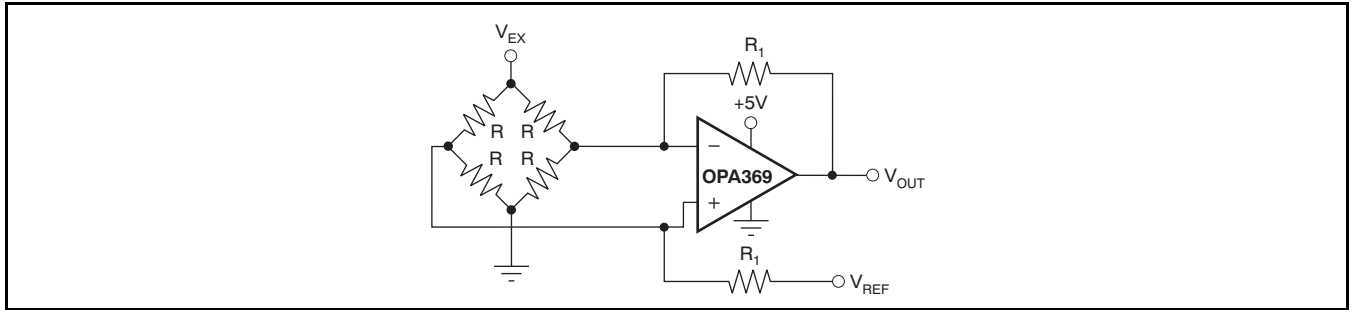 V_EX
R_1
+5V
R R
R R
−
OPA369
+
V_OUT
R_1
V_REF